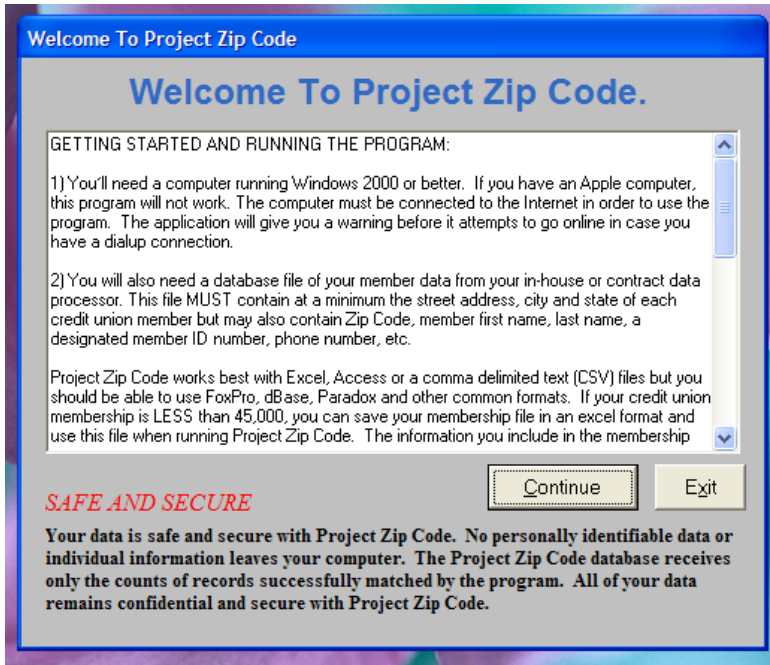 Welcome To Project Zip Code
Welcome To Project Zip Code.
GETTING STARTED AND RUNNING THE PROGRAM:
1) You'll need a computer running Windows 2000 or better.  If you have an Apple computer,
this program will not work. The computer must be connected to the Internet in order to use the
program.  The application will give you a warning before it attempts to go online in case you
have a dialup connection.
2) You will also need a database file of your member data from your in-house or contract data
processor. This file MUST contain at a minimum the street address, city and state of each
credit union member but may also contain Zip Code, member first name, last name, a
designated member ID number, phone number, etc.
Project Zip Code works best with Excel, Access or a comma delimited text (CSV) files but you
should be able to use FoxPro, dBase, Paradox and other common formats.  If your credit union
membership is LESS than 45,000, you can save your membership file in an excel format and
use this file when running Project Zip Code.  The information you include in the membership
Continue
Exit
SAFE AND SECURE
Your data is safe and secure with Project Zip Code.  No personally identifiable data or
individual information leaves your computer.  The Project Zip Code database receives
only the counts of records successfully matched by the program.  All of your data
remains confidential and secure with Project Zip Code.